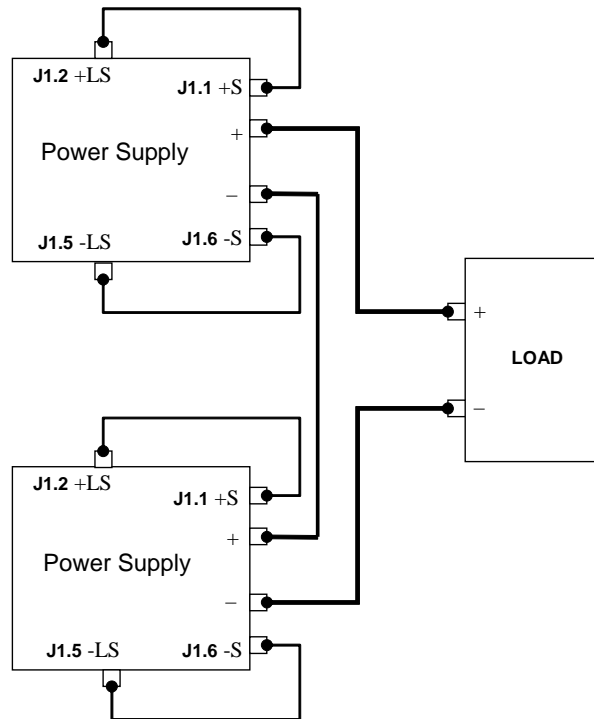 J1.2 +LS
J1.1 +S
+
Power Supply
–
J1.5 -LS
J1.6 -S
+
LOAD
–
J1.2 +LS
J1.1 +S
+
Power Supply
–
J1.5 -LS
J1.6 -S